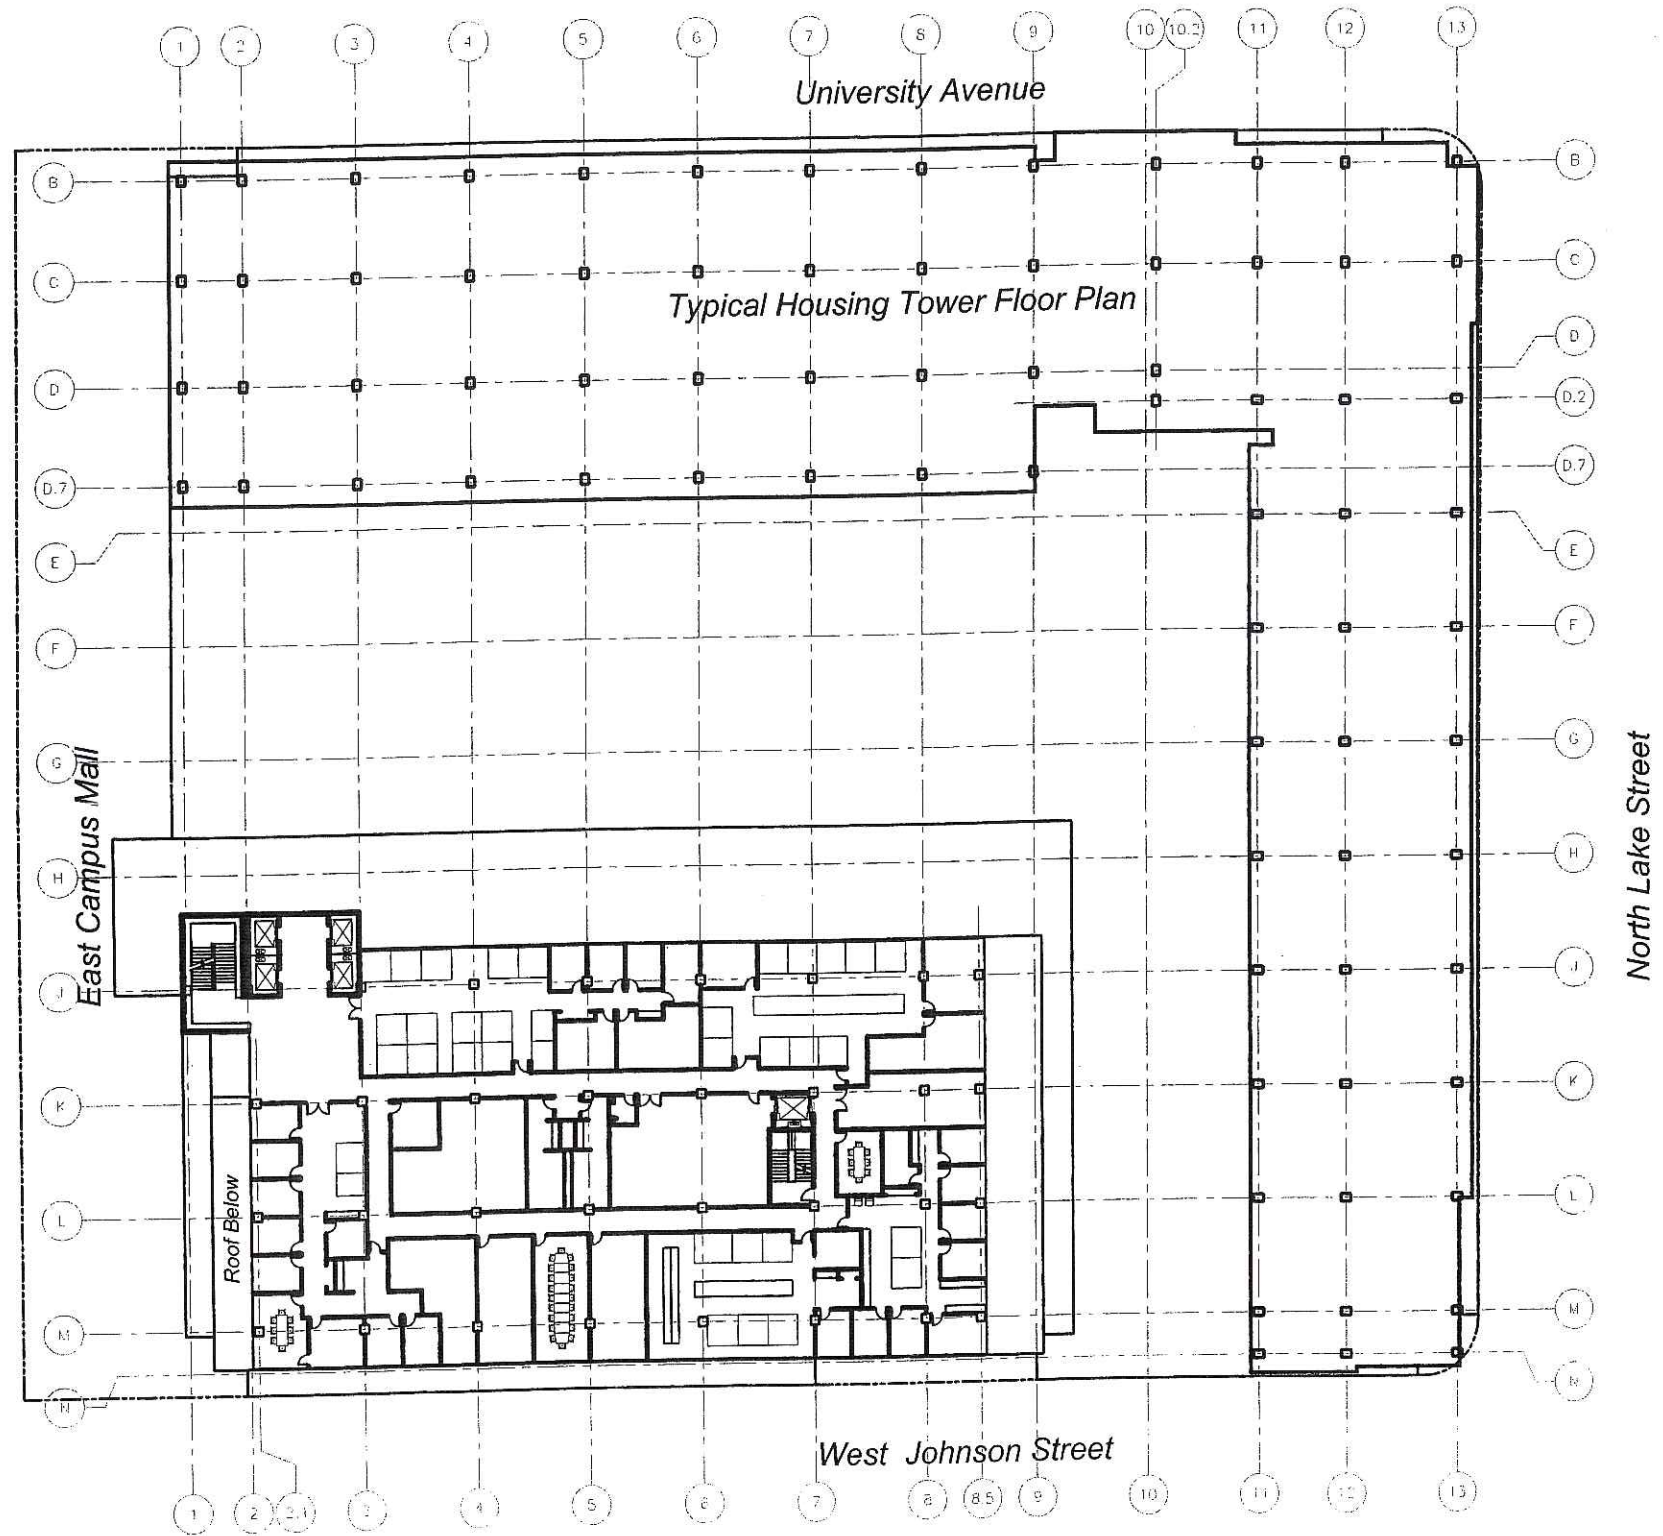 1 2 3 4 5 6 7 8 9 10 10.2 11 12 13
University Avenue
B B
C C
Typical Housing Tower Floor Plan
D D
D.2
D.7 D.7
E E
F F
G G
East Campus Mall
North Lake Street
H H
J J
K K
L L
Roof Below
M M
N N
West Johnson Street
1 2 2.1 3 4 5 6 7 8 8.5 9 10 11 12 13